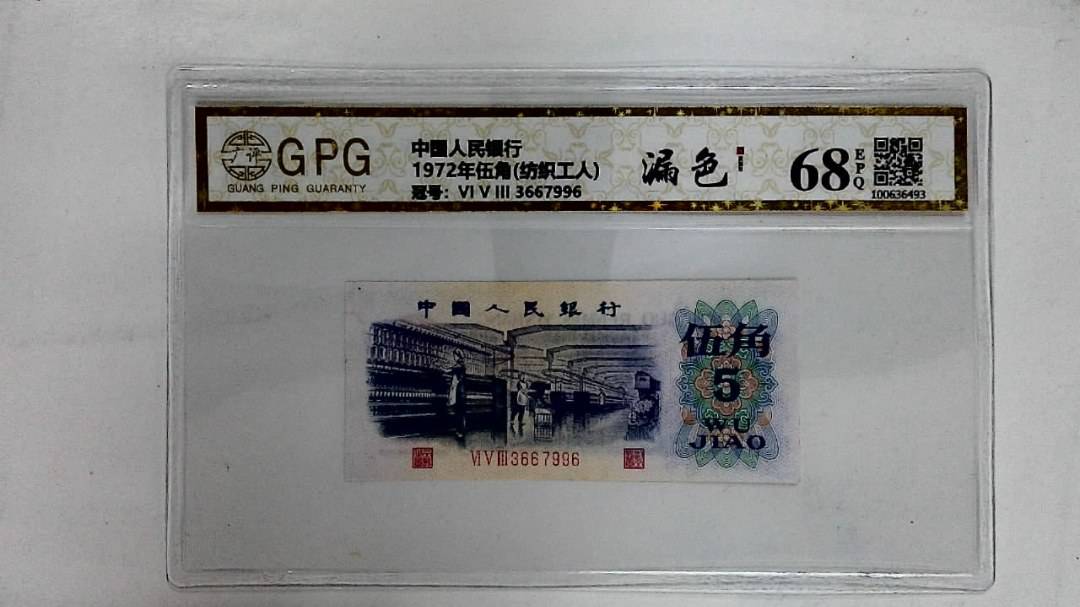 广评
GPG
GUANG PING GUARANTY
中国人民银行
1972年伍角(纺织工人)
冠号: VI V III 3667996
漏色
68
EPQ
100636493
中國人民銀行
伍角
5
WU
JIAO
VI V III 3667996